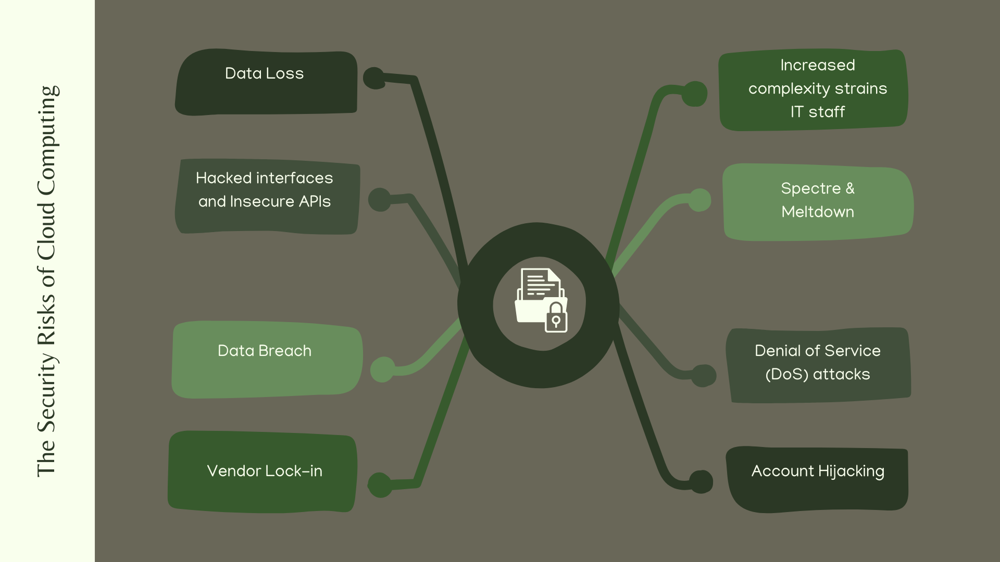 The Security Risks of Cloud Computing
Data Loss
Hacked interfaces
and Insecure APIs
Data Breach
Vendor Lock-in
Increased
complexity strains
IT staff
Spectre &
Meltdown
Denial of Service
(DoS) attacks
Account Hijacking